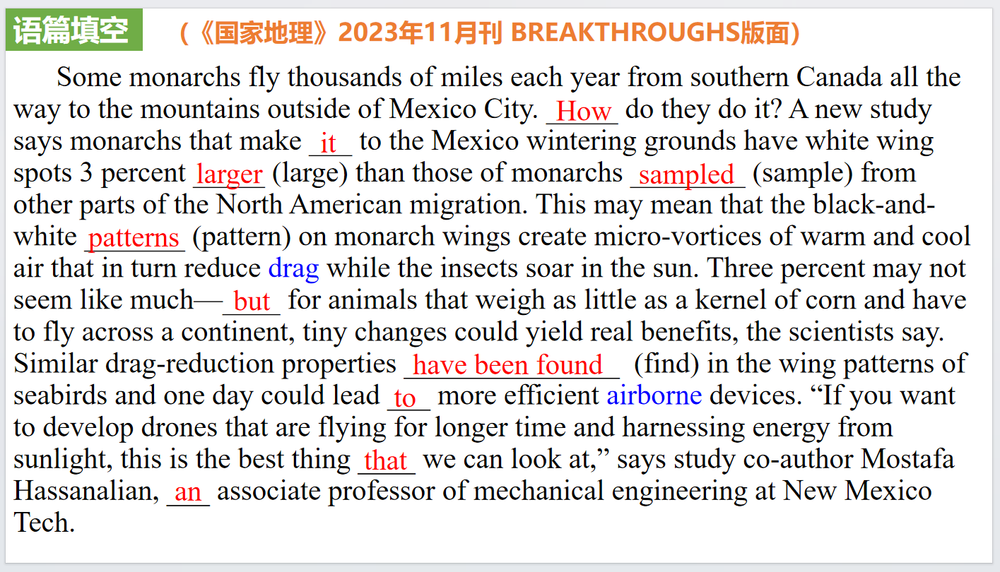 语篇填空 (《国家地理》2023年11月刊 BREAKTHROUGHS版面)
Some monarchs fly thousands of miles each year from southern Canada all the
way to the mountains outside of Mexico City. How do they do it? A new study
says monarchs that make it to the Mexico wintering grounds have white wing
spots 3 percent larger (large) than those of monarchs sampled (sample) from
other parts of the North American migration. This may mean that the black-and-
white patterns (pattern) on monarch wings create micro-vortices of warm and cool
air that in turn reduce drag while the insects soar in the sun. Three percent may not
seem like much—but for animals that weigh as little as a kernel of corn and have
to fly across a continent, tiny changes could yield real benefits, the scientists say.
Similar drag-reduction properties have been found (find) in the wing patterns of
seabirds and one day could lead to more efficient airborne devices. “If you want
to develop drones that are flying for longer time and harnessing energy from
sunlight, this is the best thing that we can look at,” says study co-author Mostafa
Hassanalian, an associate professor of mechanical engineering at New Mexico
Tech.